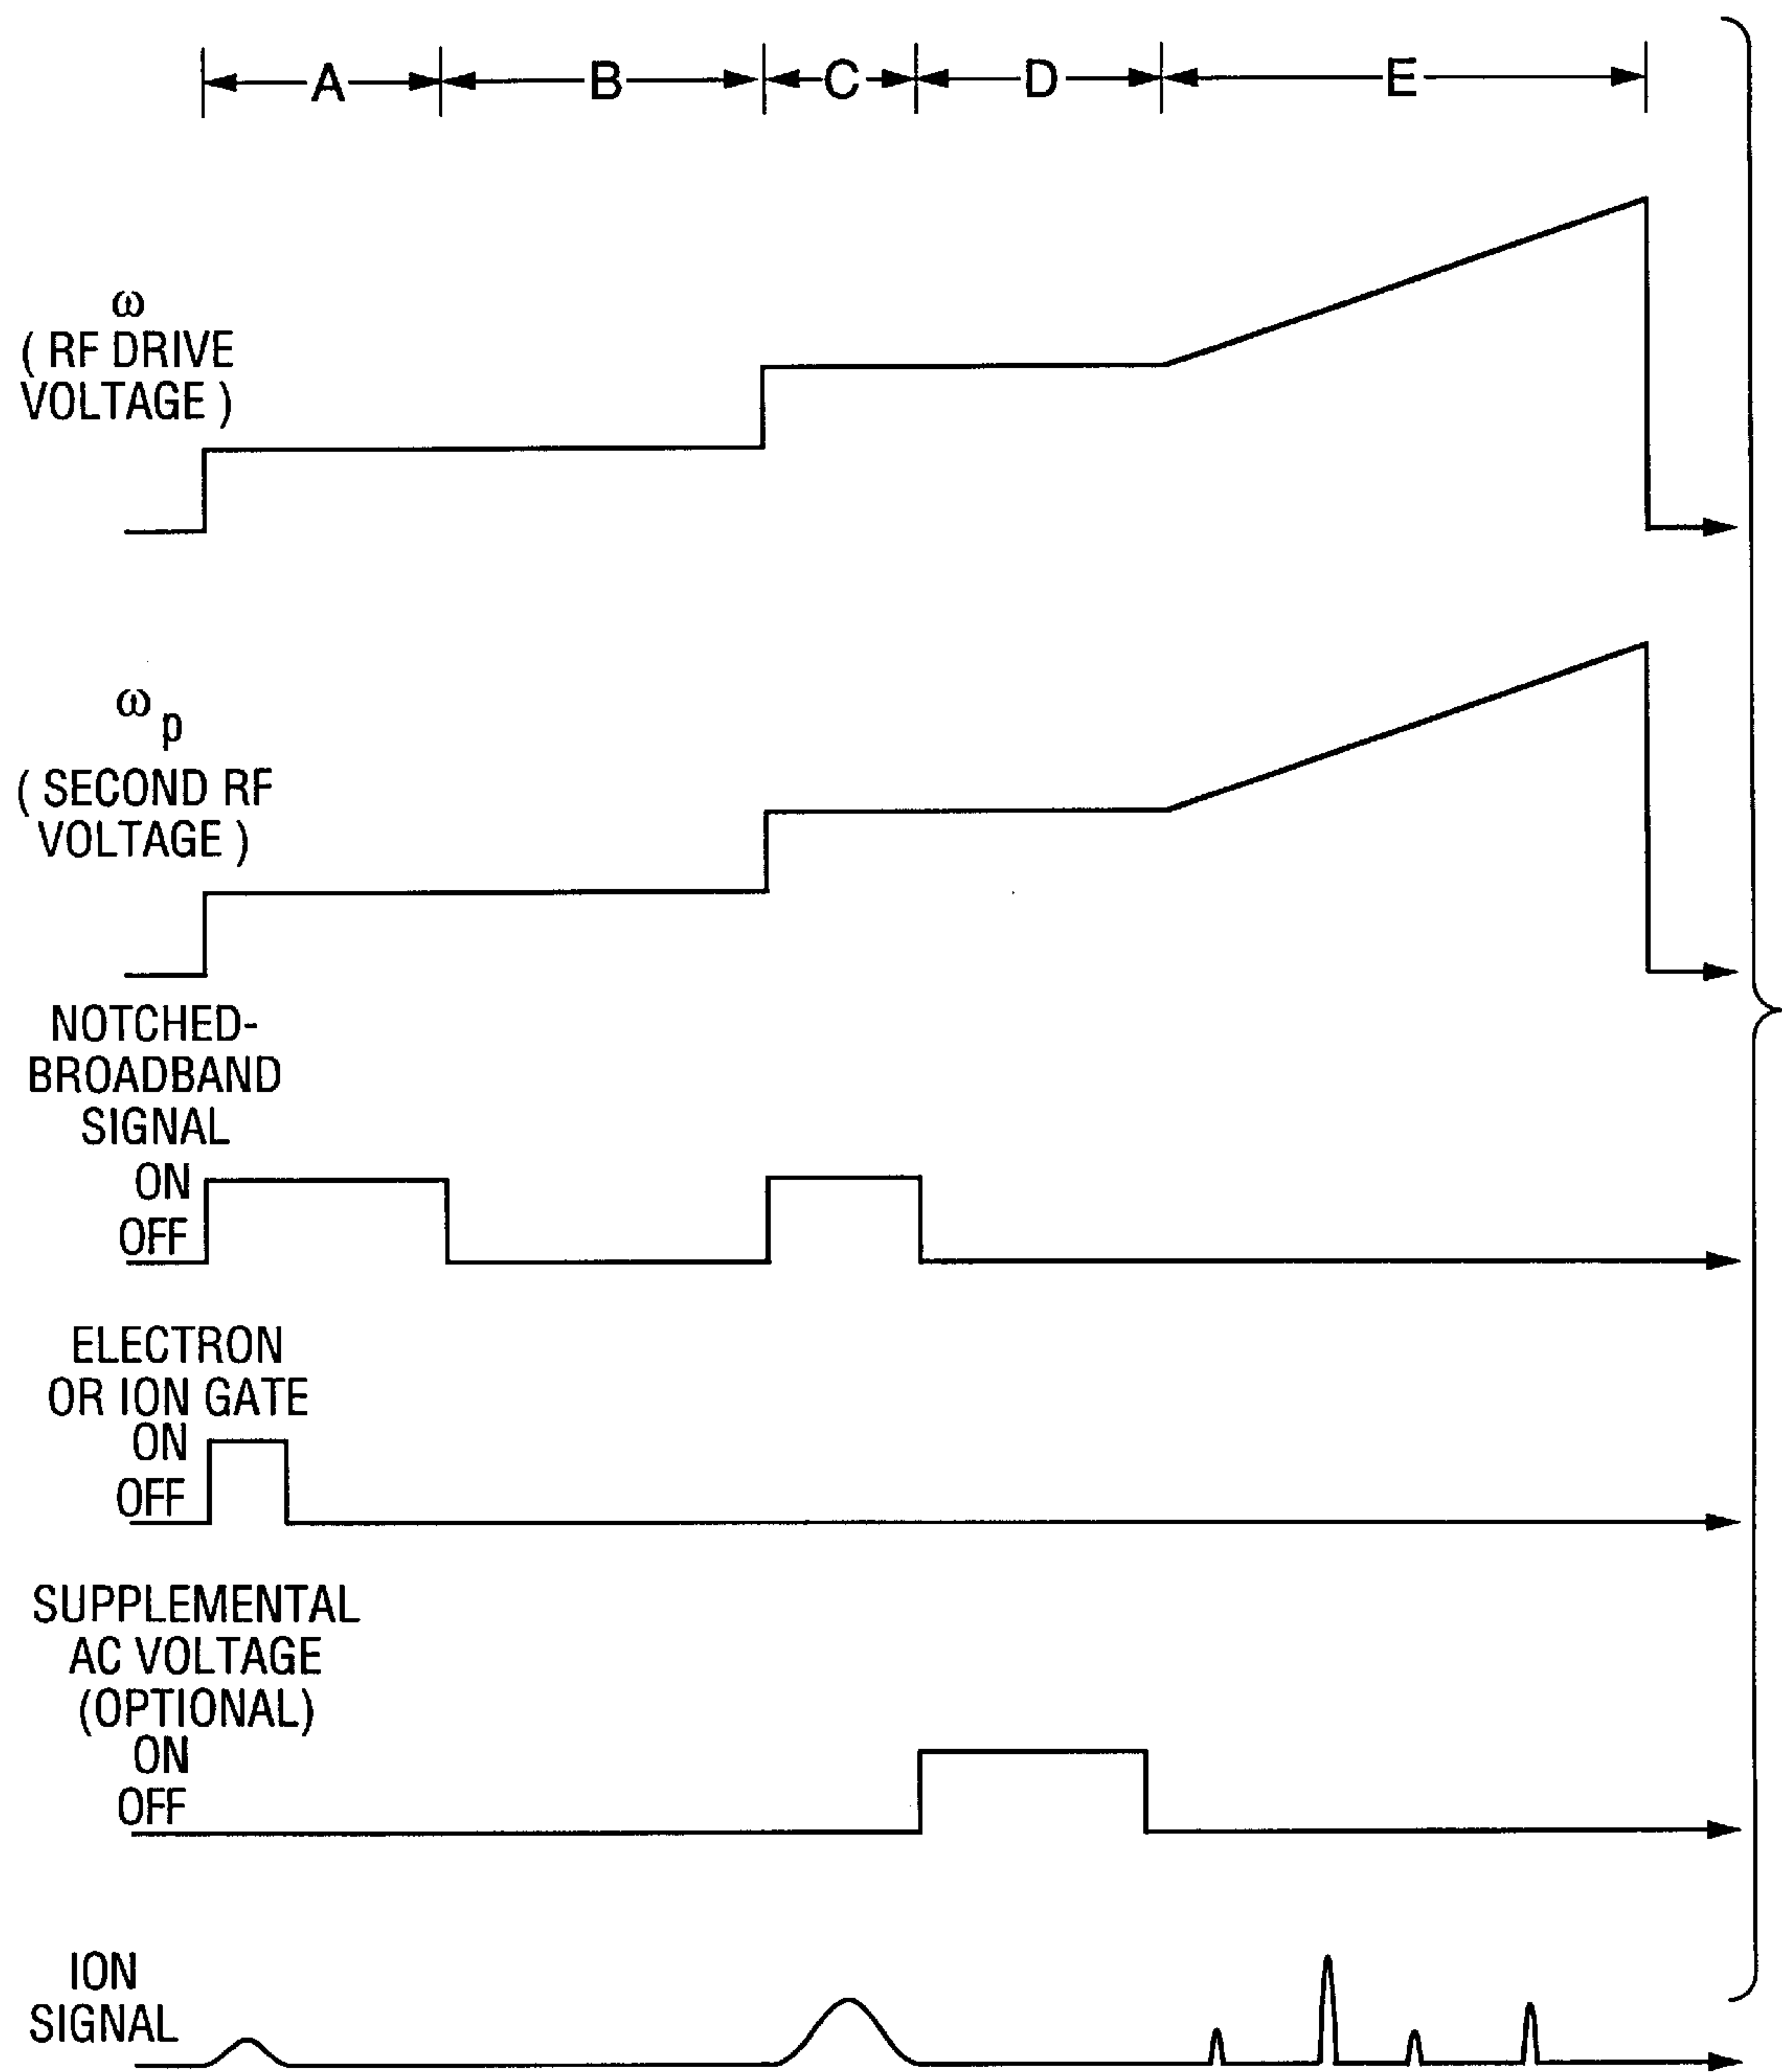 A B C D E
ω
( RF DRIVE
VOLTAGE )
ω p
( SECOND RF
VOLTAGE )
NOTCHED-
BROADBAND
SIGNAL
ON
OFF
ELECTRON
OR ION GATE
ON
OFF
SUPPLEMENTAL
AC VOLTAGE
(OPTIONAL)
ON
OFF
ION
SIGNAL